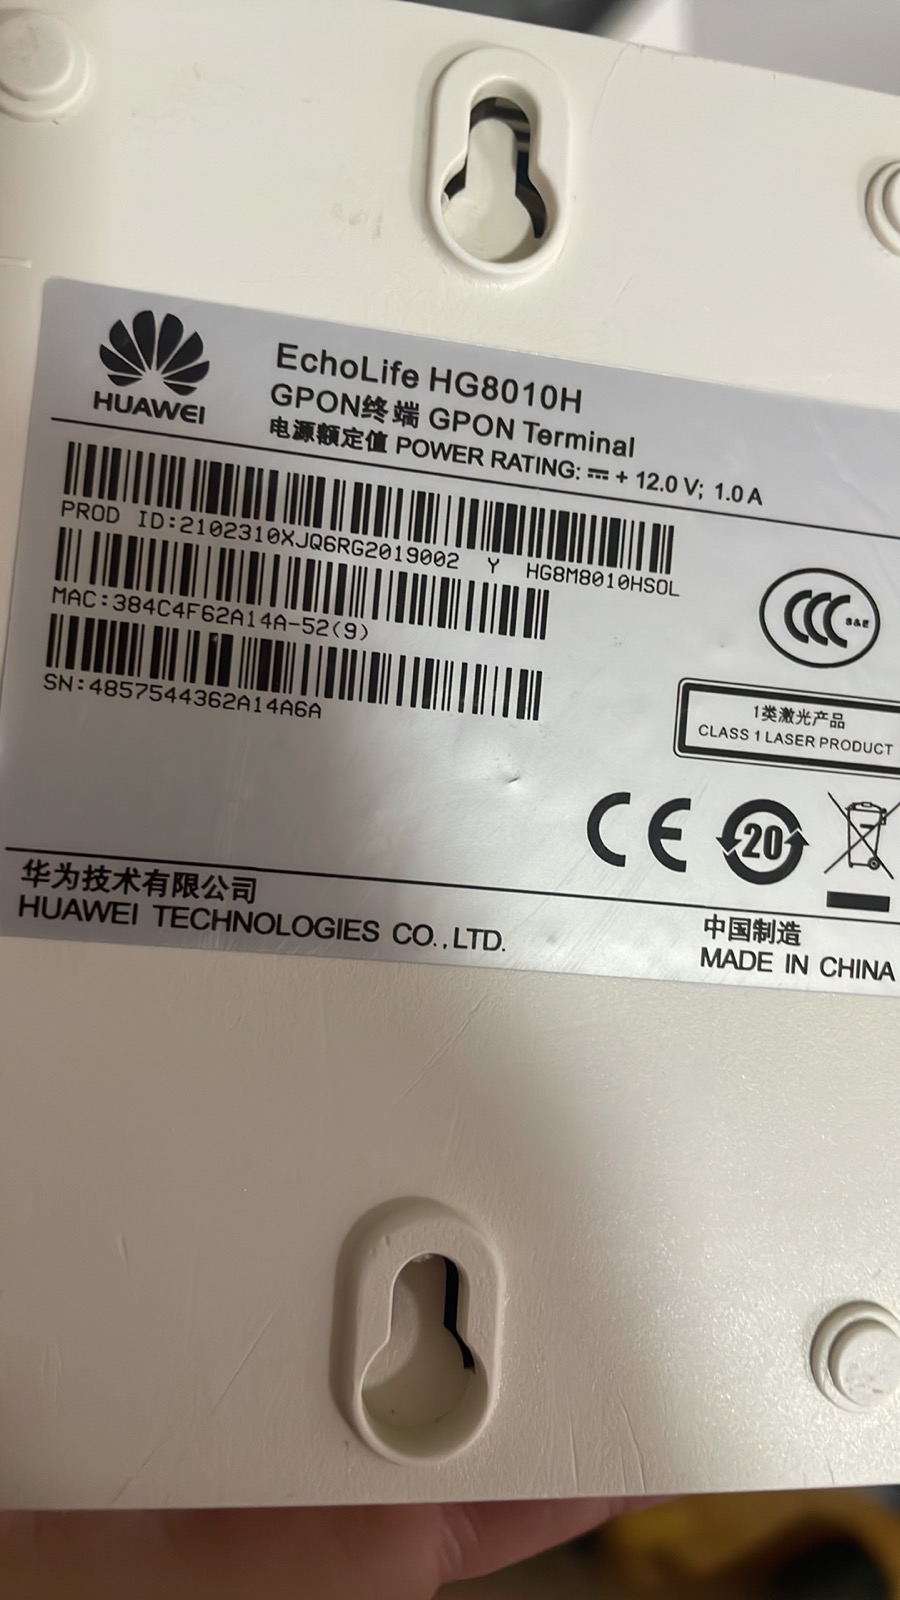 HUAWEI
EchoLife HG8010H
GPON终端 GPON Terminal
电源额定值 POWER RATING: ⎓ + 12.0 V; 1.0 A
PROD ID:2102310XJQ6RG2019002 Y HG8M8010HSOL
MAC:384C4F62A14A-52(9)
SN:4857544362A14A6A
CCC S&E
1类激光产品
CLASS 1 LASER PRODUCT
CE
20
华为技术有限公司
HUAWEI TECHNOLOGIES CO.,LTD.
中国制造
MADE IN CHINA